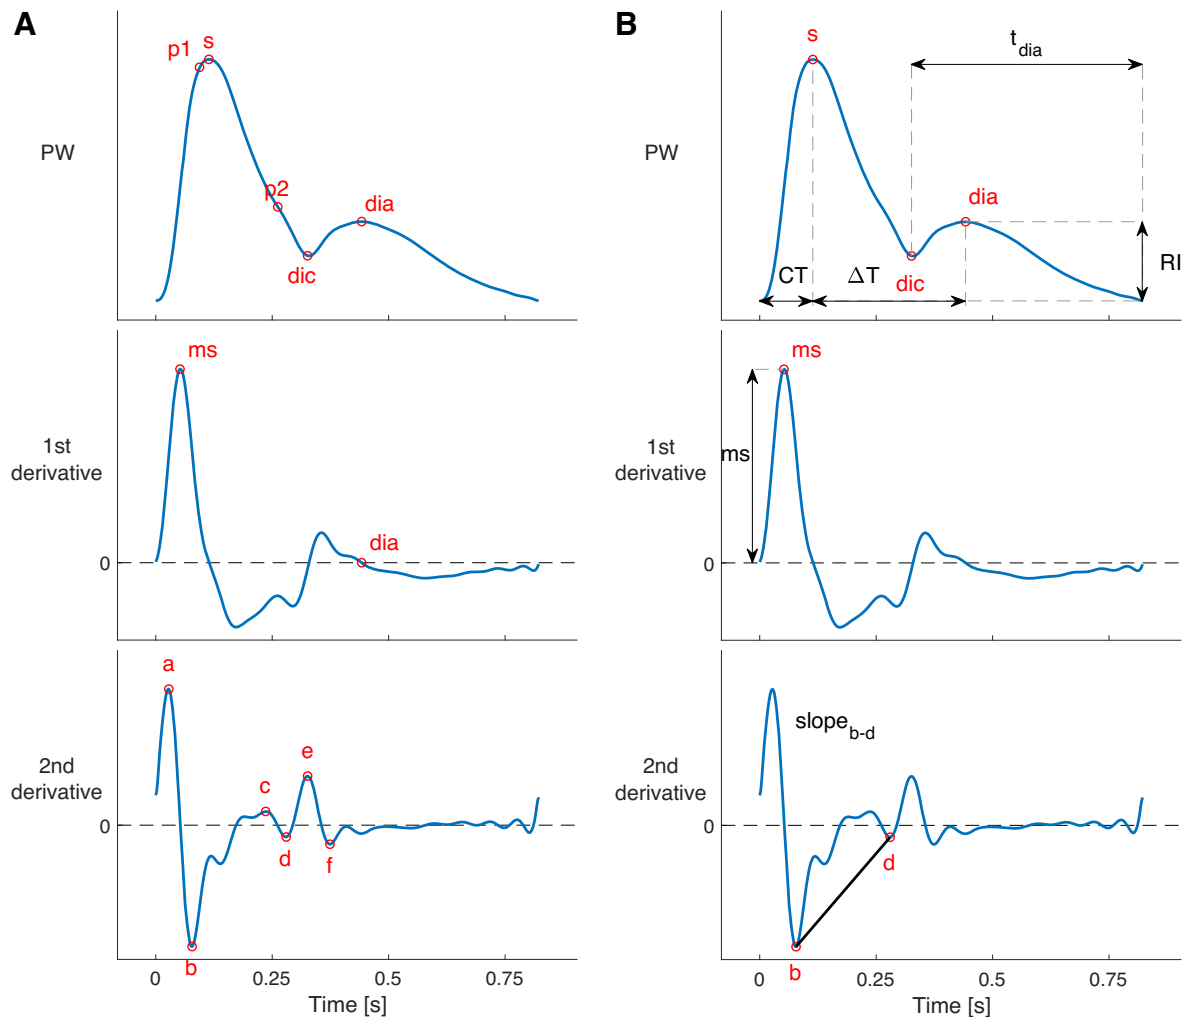 A
p1
s
PW
p2
dia
dic
ms
1st
derivative
0
dia
a
2nd
derivative
0
c
e
d
f
b
0
0.25
0.5
0.75
Time [s]
B
s
t_dia
PW
dia
CT
ΔT
dic
RI
ms
1st
derivative
ms
0
slope_b-d
2nd
derivative
0
d
b
0
0.25
0.5
0.75
Time [s]